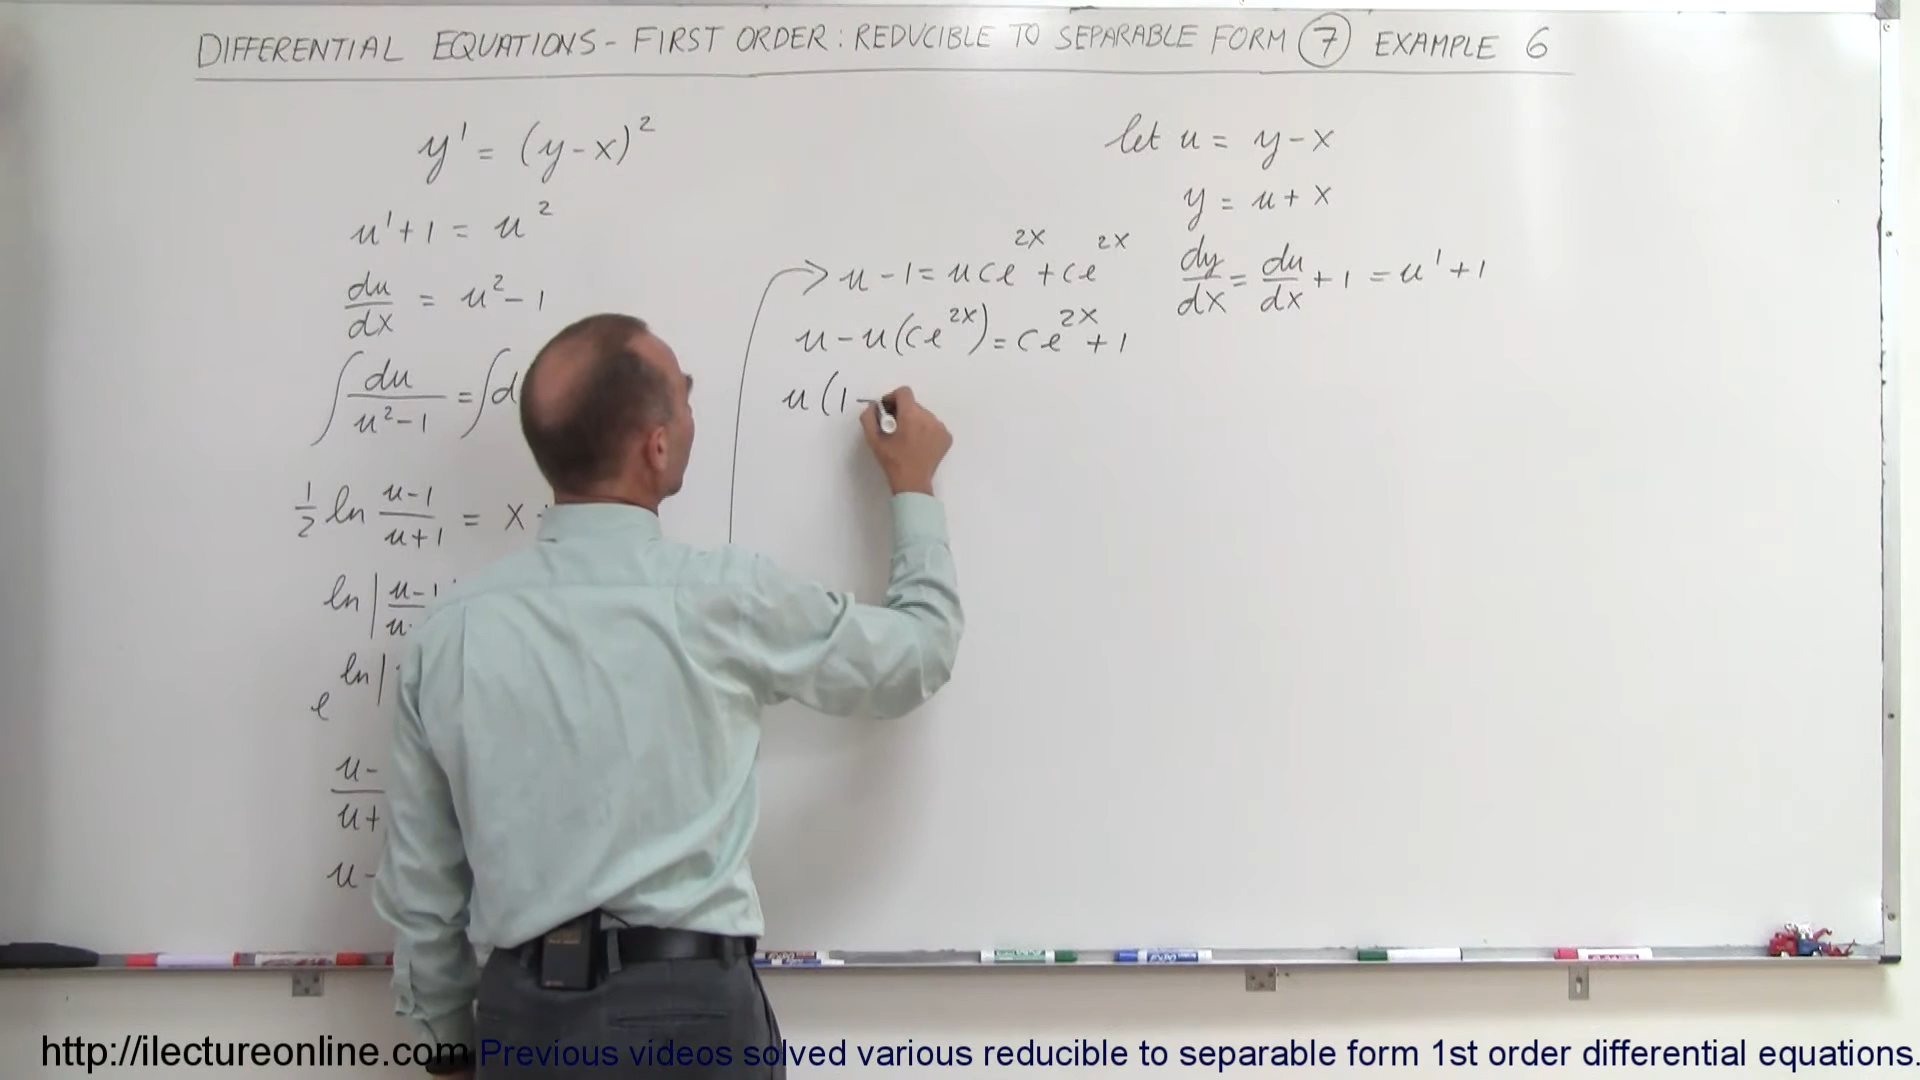 DIFFERENTIAL EQUATIONS - FIRST ORDER: REDUCIBLE TO SEPARABLE FORM 7 EXAMPLE 6
y' = (y-x)²
u'+1 = u²
du/dx = u²-1
∫ du/(u²-1) = ∫ d
1/2 ln (u-1)/(u+1) = x
ln | u-1
u
e^ln|
u-
u+
u-
u-1 = uce^2x + ce^2x
u-u(ce^2x) = ce^2x + 1
u(1-
let u = y-x
y = u+x
dy/dx = du/dx + 1 = u'+1
http://ilectureonline.com Previous videos solved various reducible to separable form 1st order differential equations.